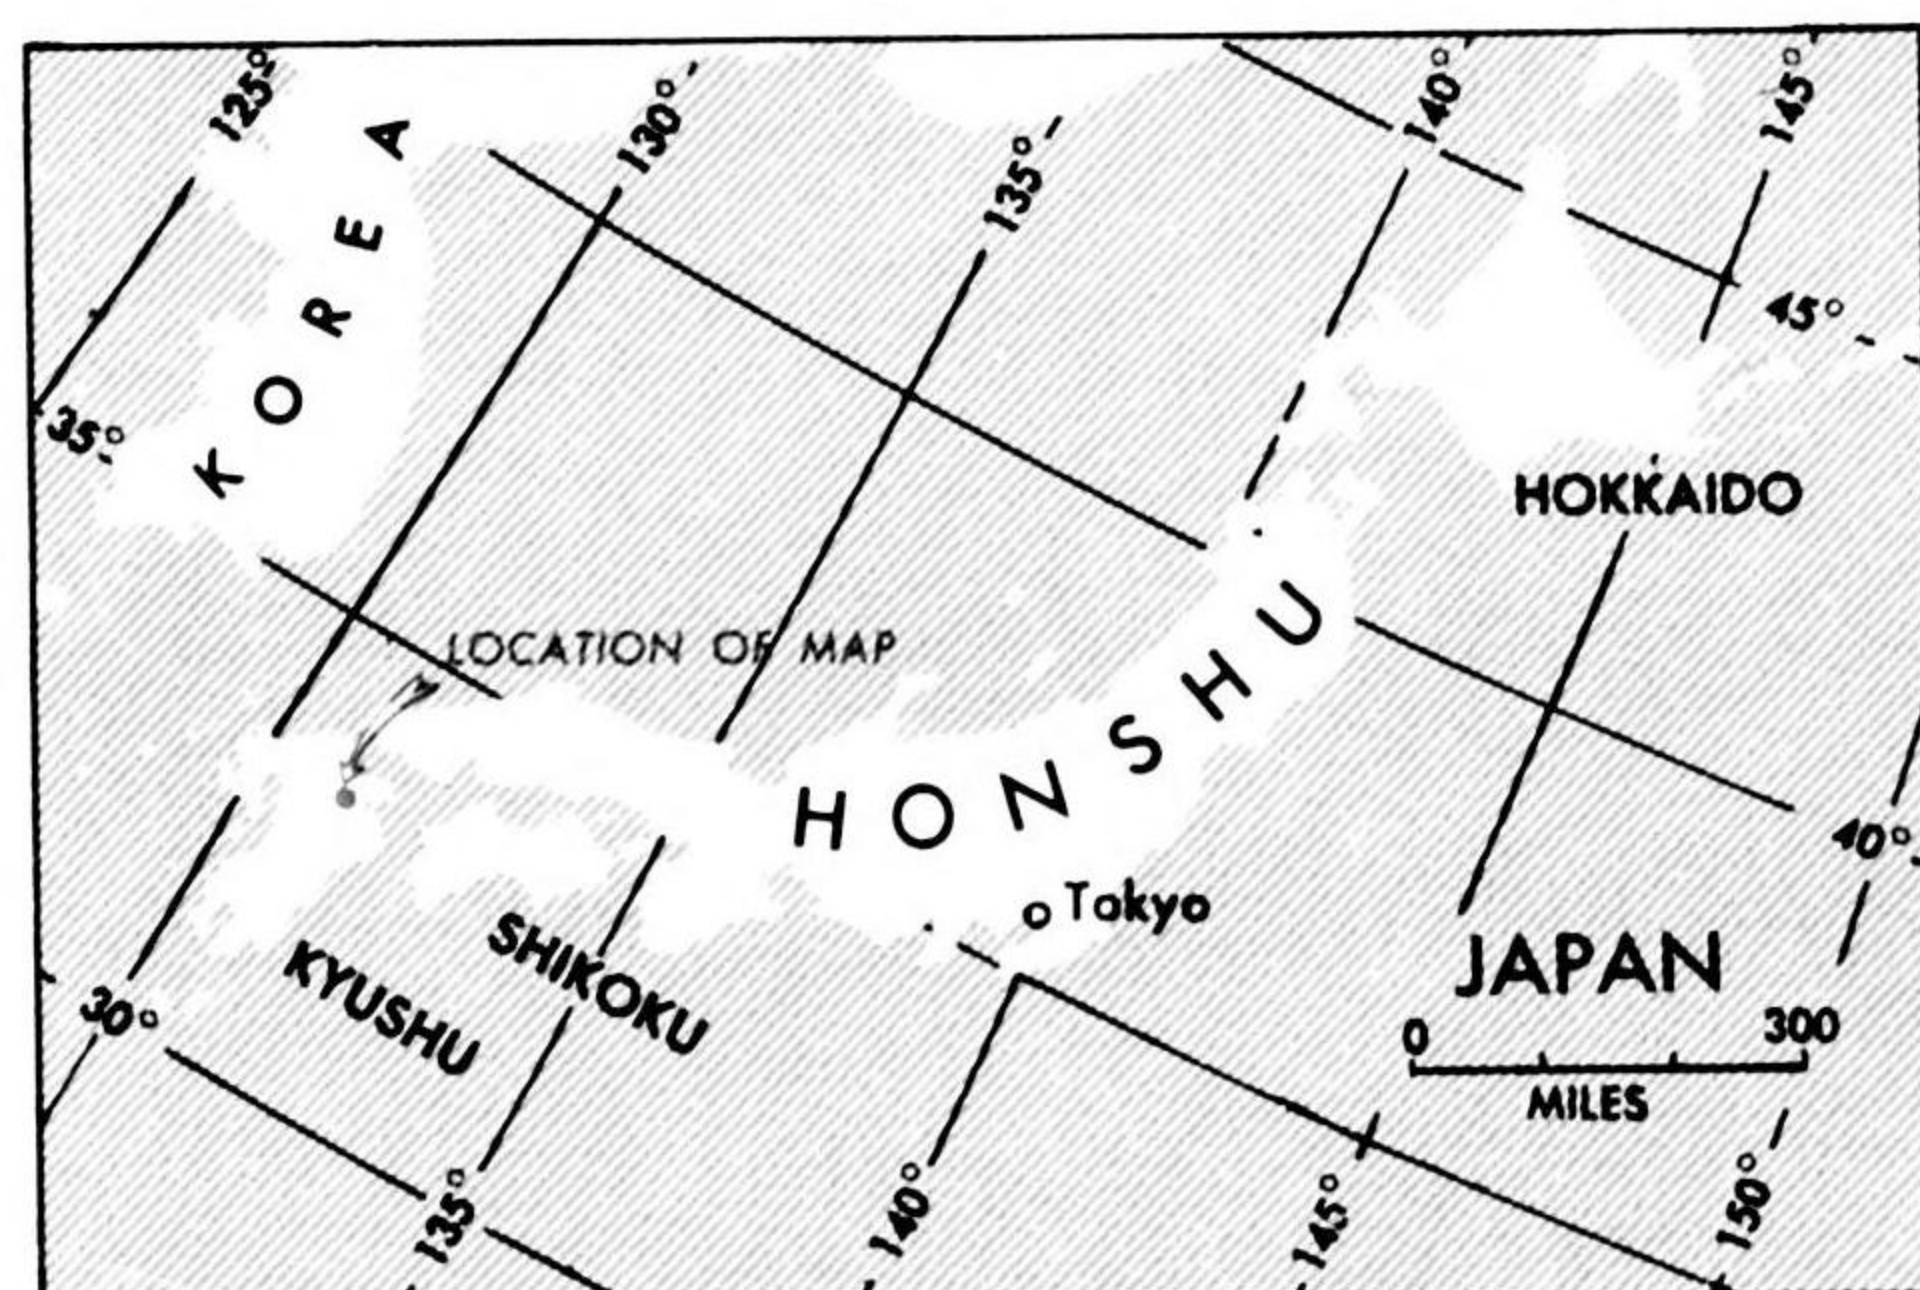 125°
130°
135°
140°
145°
KOREA
45°
35°
HOKKAIDO
LOCATION OF MAP
HONSHU
40°
Tokyo
SHIKOKU
KYUSHU
JAPAN
30°
0 300
MILES
135°
140°
145°
150°